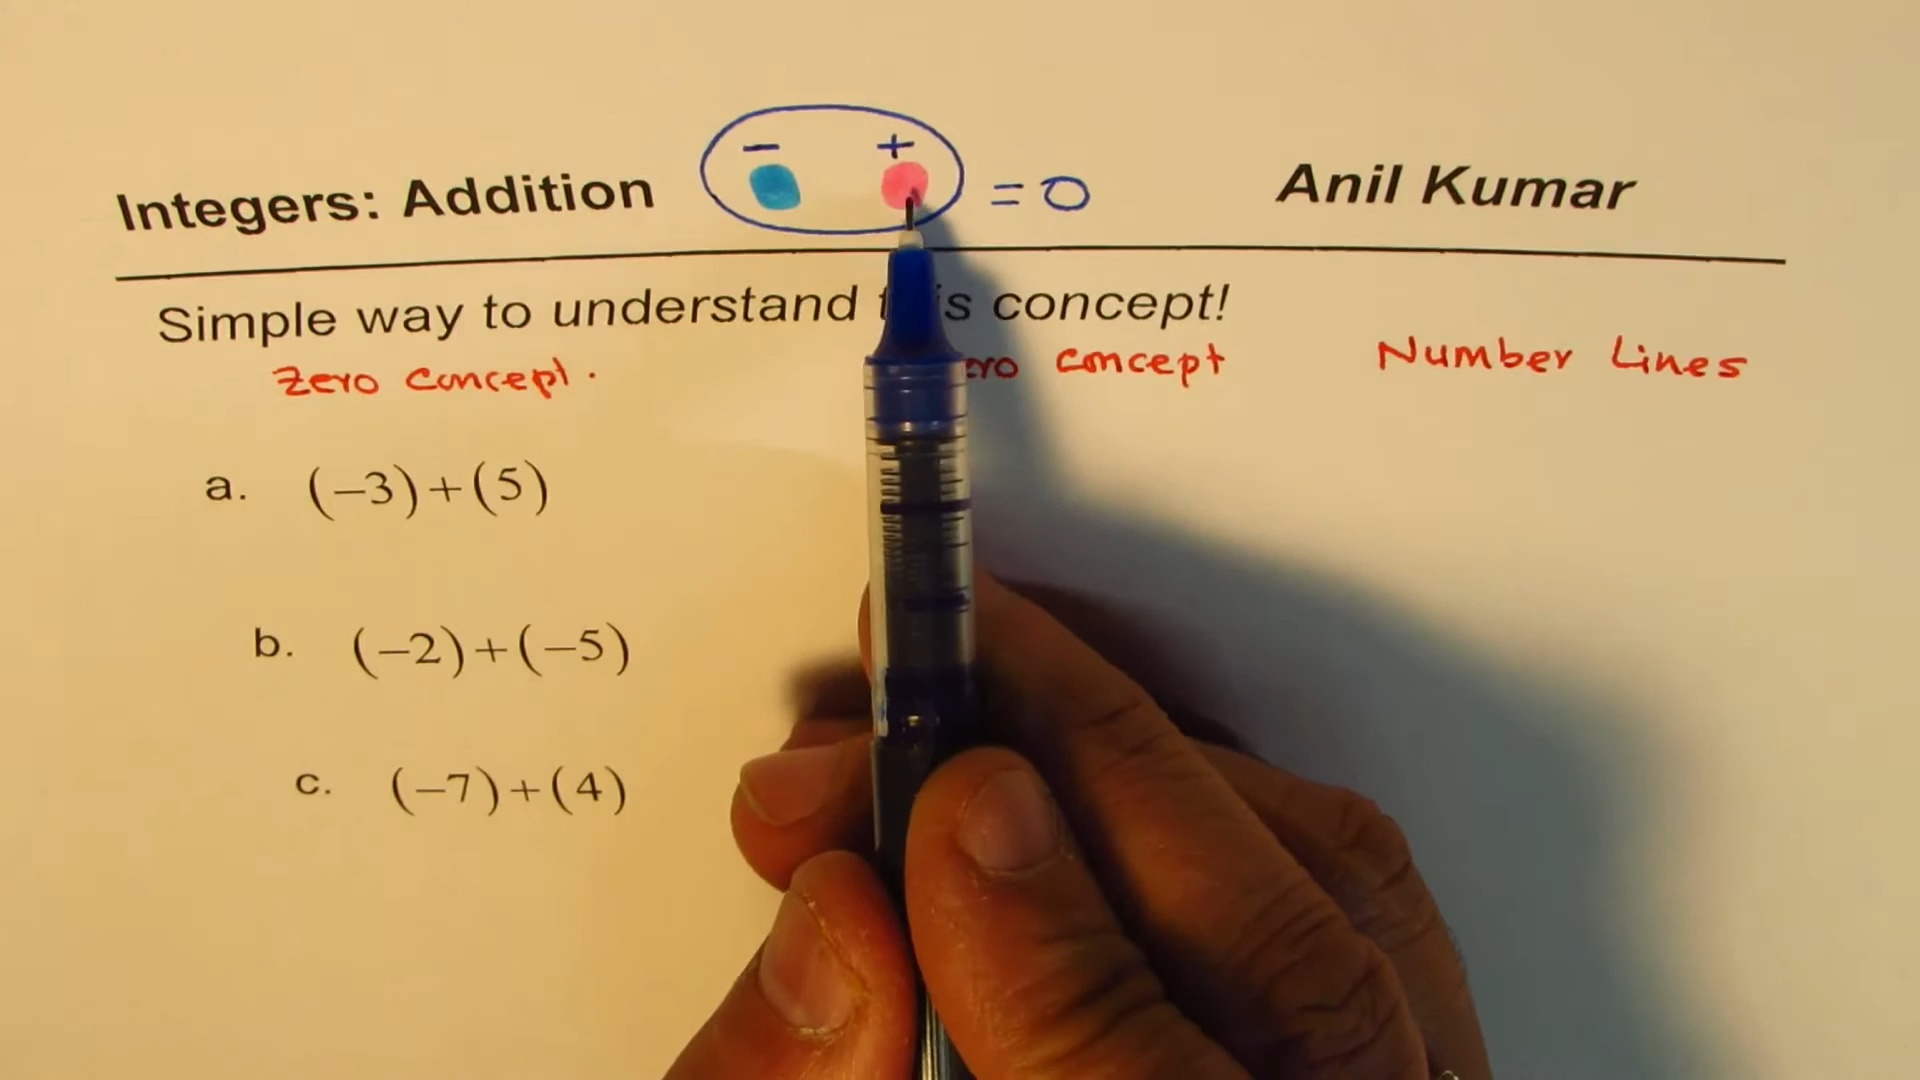 Integers: Addition − + = 0 Anil Kumar
Simple way to understand concept!
Zero Concept. Concept Number Lines
a. (−3)+(5)
b. (−2)+(−5)
c. (−7)+(4)